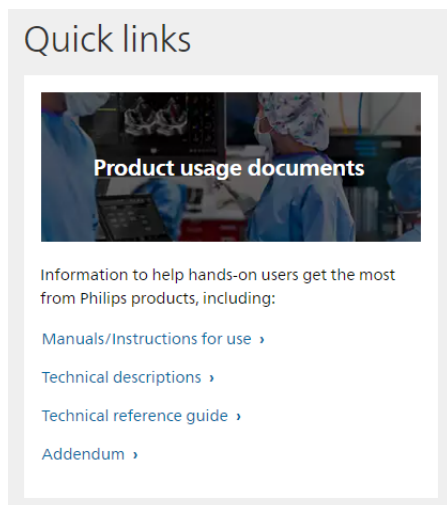 Quick links
Product usage documents
Information to help hands-on users get the most
from Philips products, including:
Manuals/Instructions for use ›
Technical descriptions ›
Technical reference guide ›
Addendum ›